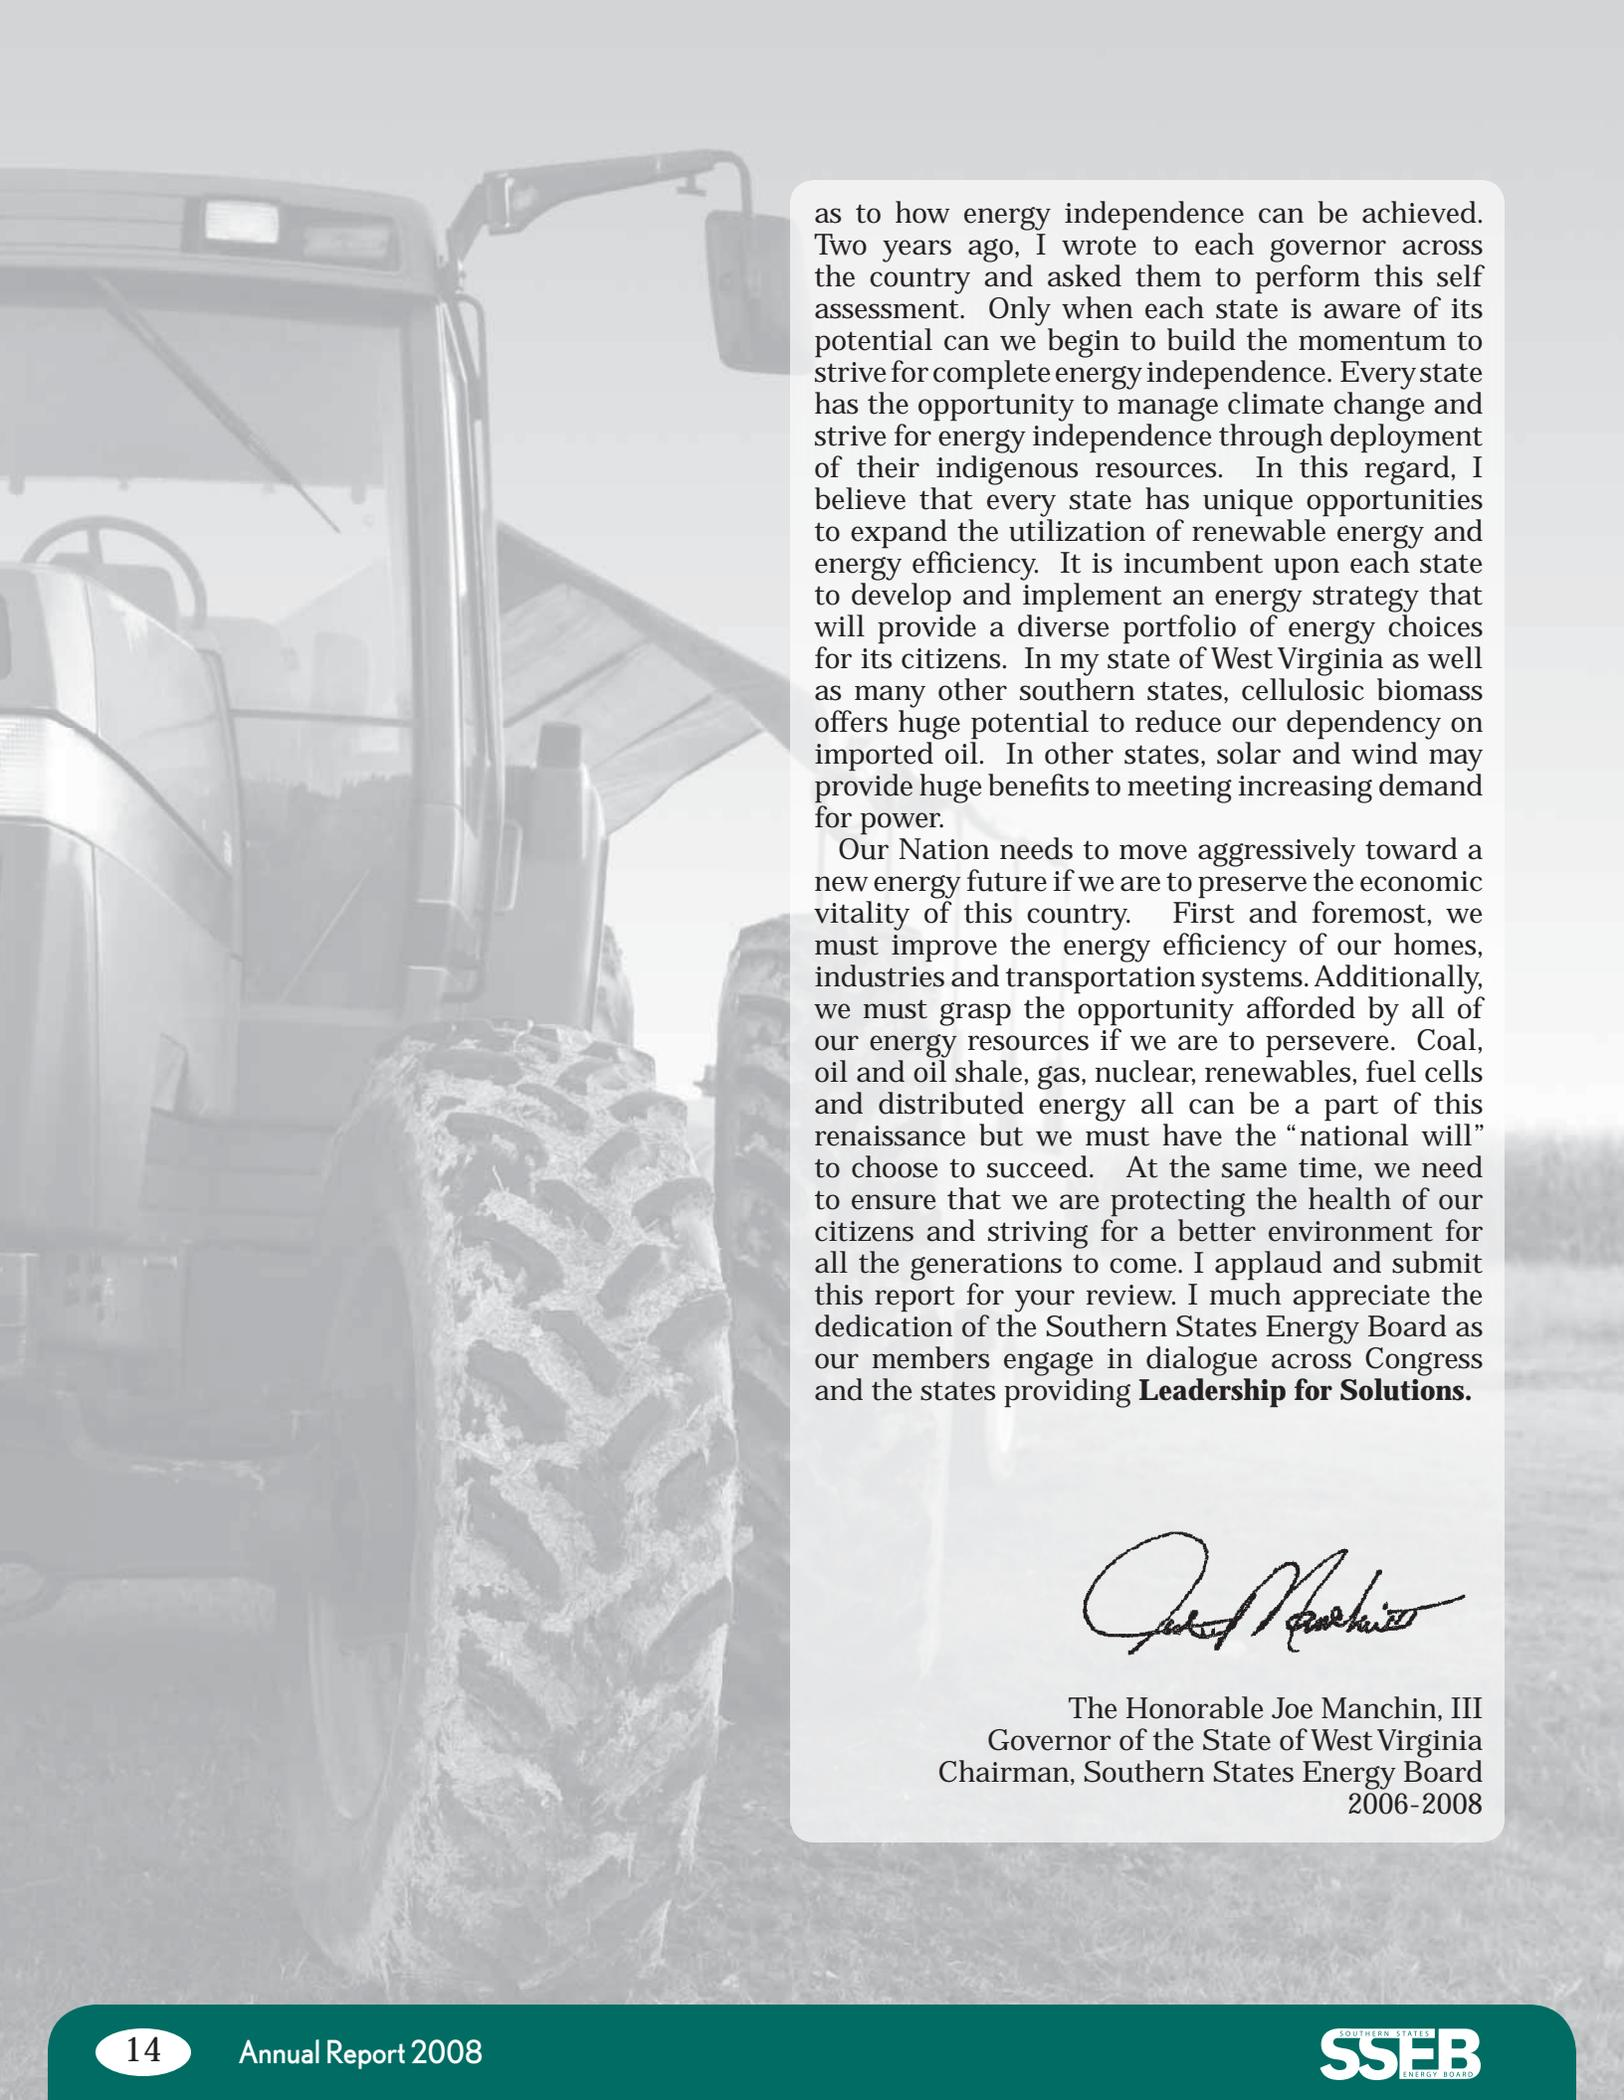 as to how energy independence can be achieved.
Two years ago, I wrote to each governor across
the country and asked them to perform this self
assessment.  Only when each state is aware of its
potential can we begin to build the momentum to
strive for complete energy independence. Every state
has the opportunity to manage climate change and
strive for energy independence through deployment
of their indigenous resources.  In this regard, I
believe that every state has unique opportunities
to expand the utilization of renewable energy and
energy efficiency.  It is incumbent upon each state
to develop and implement an energy strategy that
will provide a diverse portfolio of energy choices
for its citizens.  In my state of West Virginia as well
as many other southern states, cellulosic biomass
offers huge potential to reduce our dependency on
imported oil.  In other states, solar and wind may
provide huge benefits to meeting increasing demand
for power.
Our Nation needs to move aggressively toward a
new energy future if we are to preserve the economic
vitality of this country.  First and foremost, we
must improve the energy efficiency of our homes,
industries and transportation systems. Additionally,
we must grasp the opportunity afforded by all of
our energy resources if we are to persevere.  Coal,
oil and oil shale, gas, nuclear, renewables, fuel cells
and distributed energy all can be a part of this
renaissance but we must have the “national will”
to choose to succeed.  At the same time, we need
to ensure that we are protecting the health of our
citizens and striving for a better environment for
all the generations to come. I applaud and submit
this report for your review. I much appreciate the
dedication of the Southern States Energy Board as
our members engage in dialogue across Congress
and the states providing Leadership for Solutions.
Joe Manchin III
The Honorable Joe Manchin, III
Governor of the State of West Virginia
Chairman, Southern States Energy Board
2006-2008
14 Annual Report 2008
SOUTHERN STATES
SSEB
ENERGY BOARD